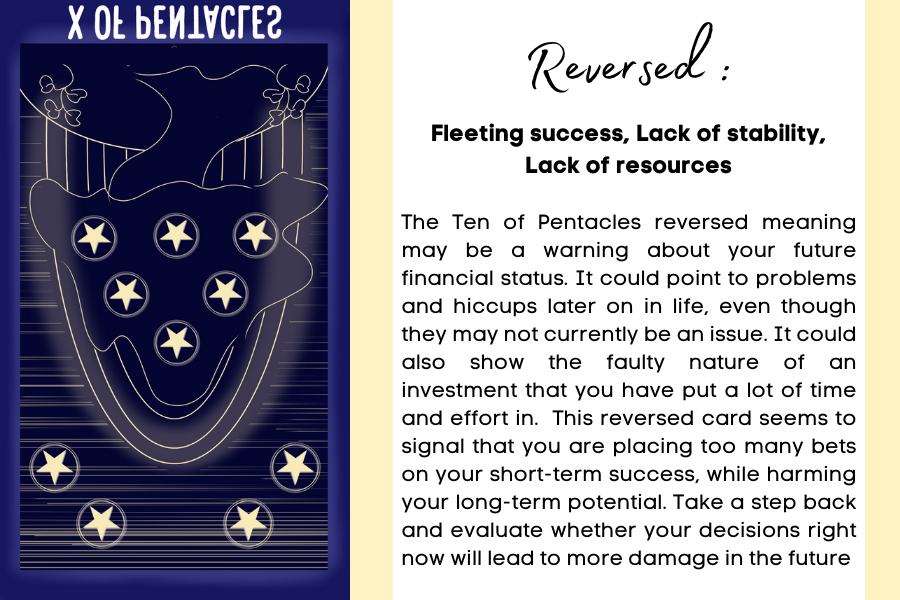 X OF PENTACLES
Reversed :
Fleeting success, Lack of stability,
Lack of resources
The Ten of Pentacles reversed meaning
may be a warning about your future
financial status. It could point to problems
and hiccups later on in life, even though
they may not currently be an issue. It could
also show the faulty nature of an
investment that you have put a lot of time
and effort in. This reversed card seems to
signal that you are placing too many bets
on your short-term success, while harming
your long-term potential. Take a step back
and evaluate whether your decisions right
now will lead to more damage in the future